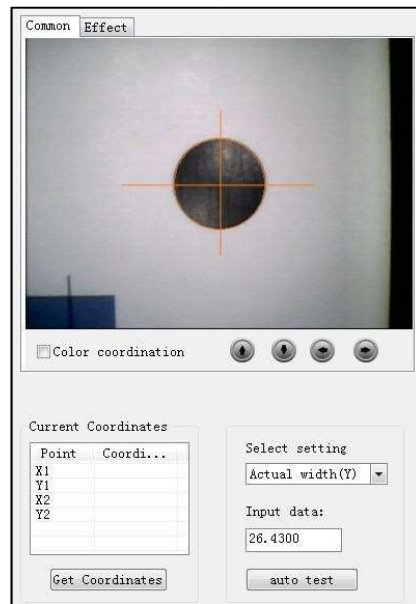 Common Effect
Color coordination
Current Coordinates
Point Coordi...
X1
Y1
X2
Y2
Get Coordinates
Select setting
Actual width(Y)
Input data:
26.4300
auto test